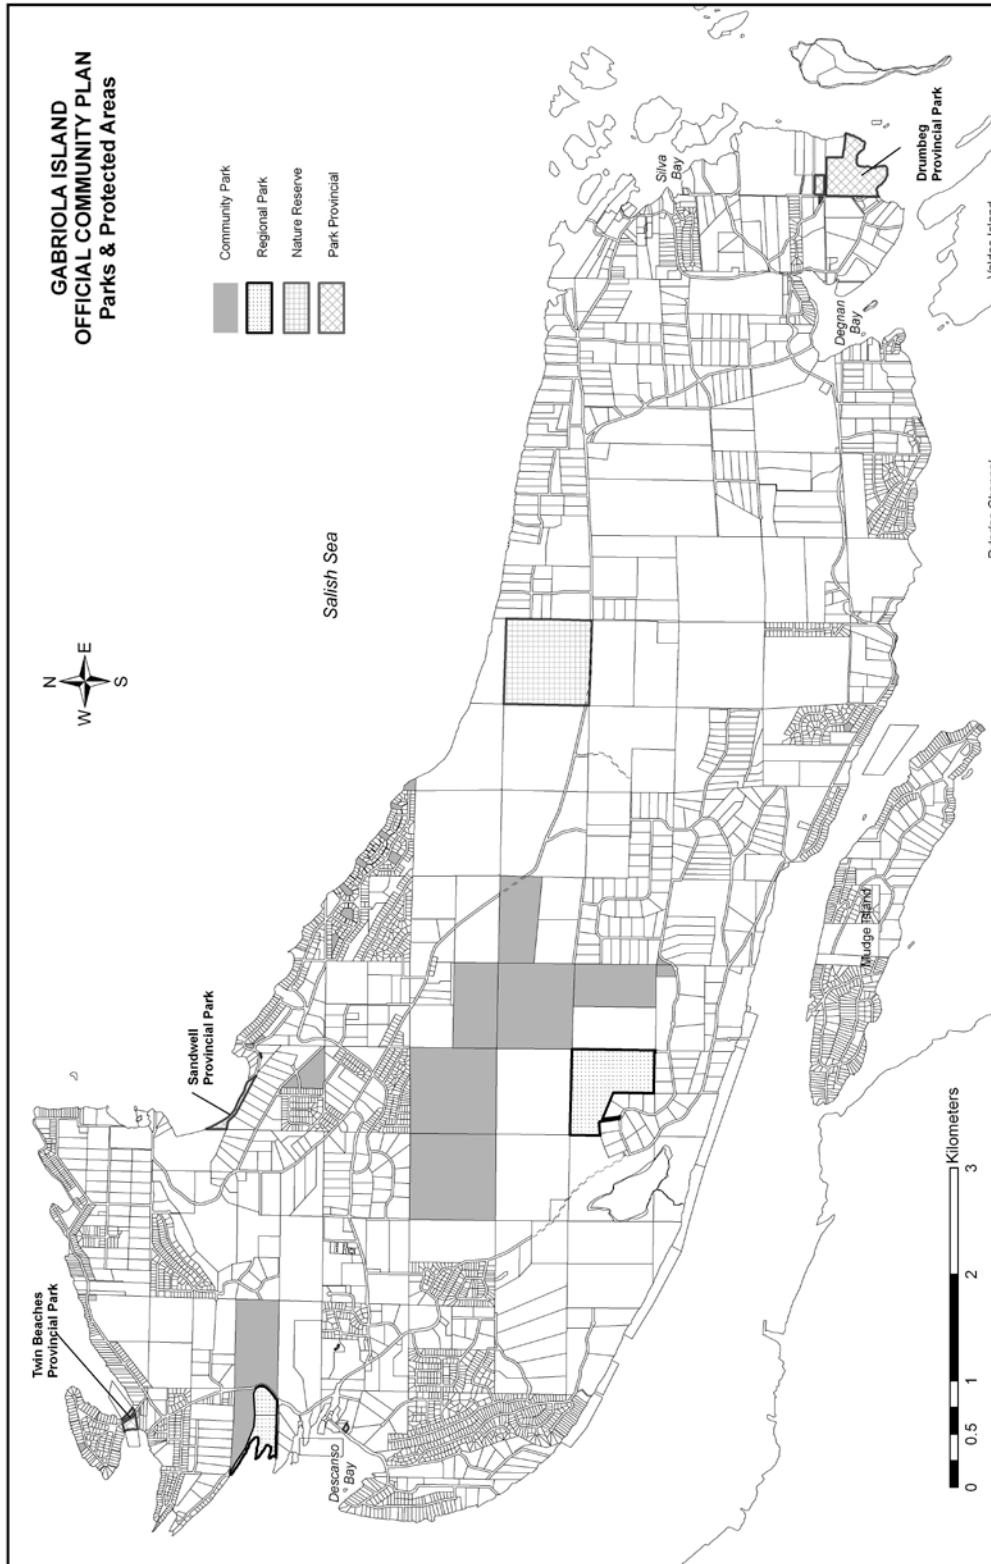 GABRIOLA ISLAND
OFFICIAL COMMUNITY PLAN
Parks & Protected Areas
Community Park
Regional Park
Nature Reserve
Park Provincial
N
W
E
S
Salish Sea
Twin Beaches
Provincial Park
Sandwell
Provincial Park
Silva
Bay
Drumbeg
Provincial Park
Degnan
Bay
Descanso
Bay
Mudge Island
0
0.5
1
2
3
Kilometers